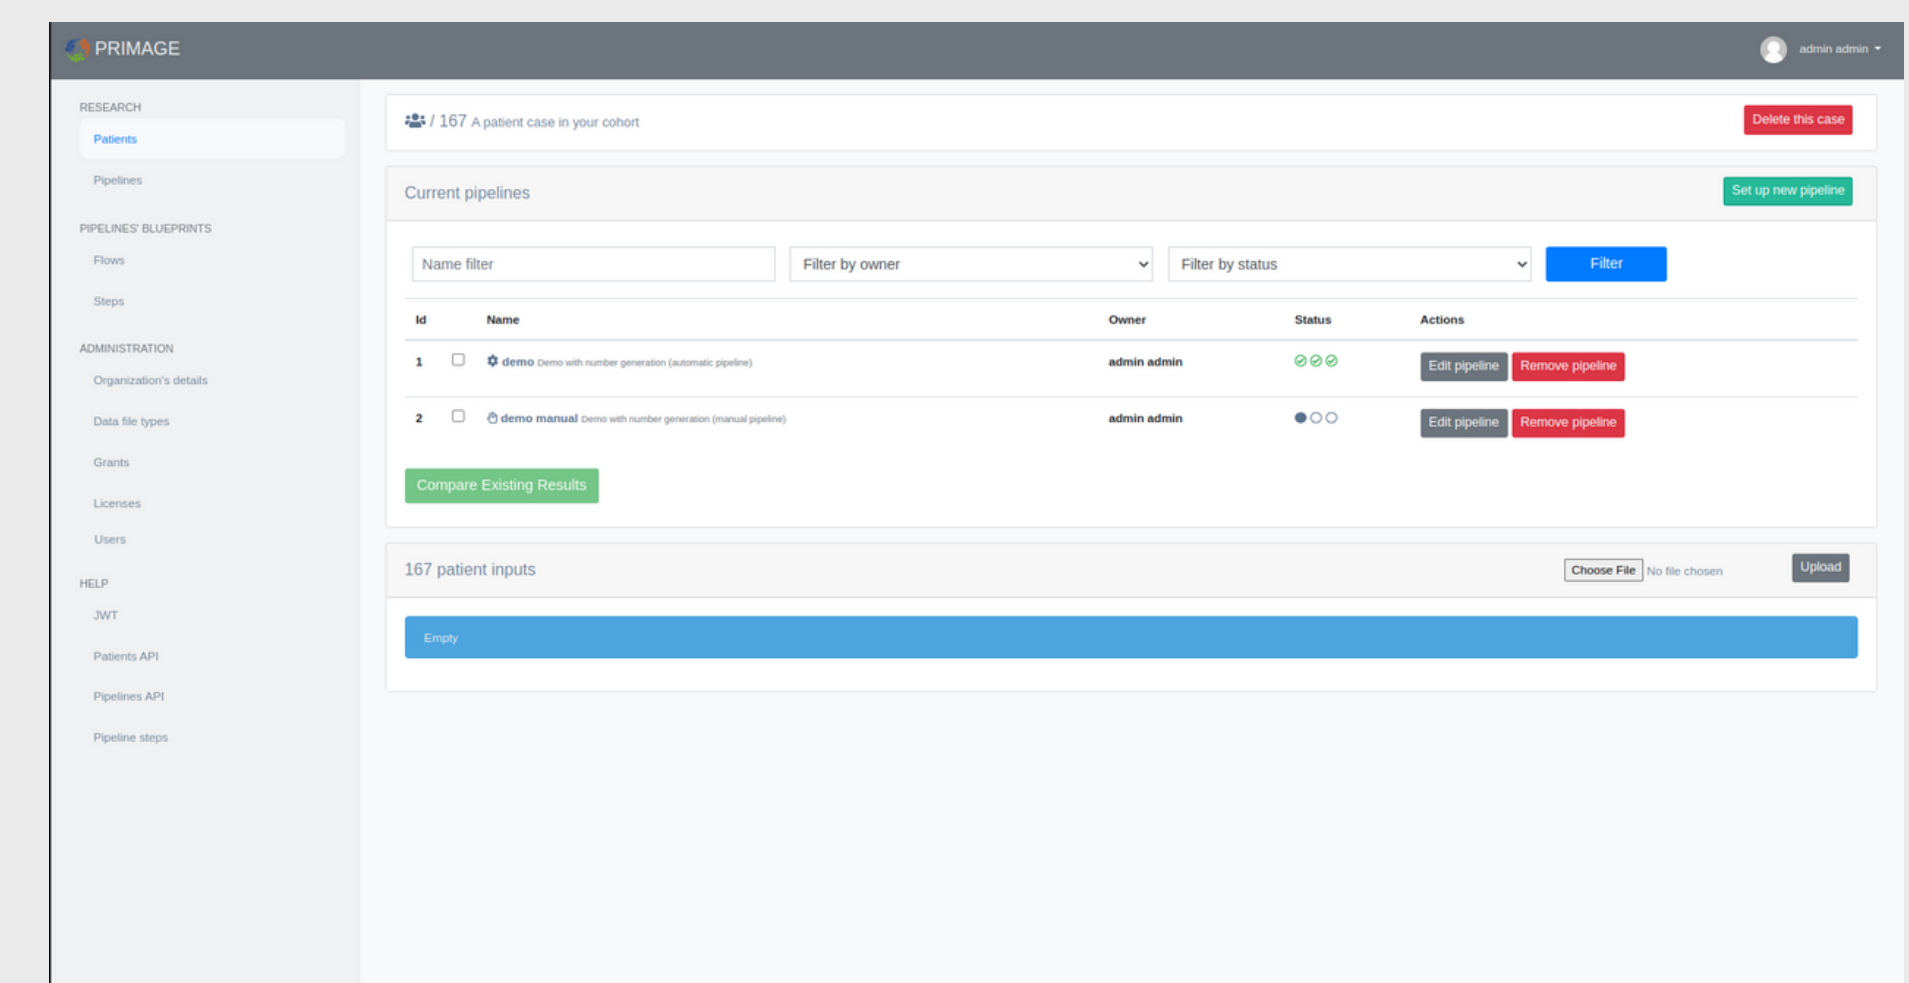 PRIMAGE
admin admin
RESEARCH
Patients
Pipelines
PIPELINES' BLUEPRINTS
Flows
Steps
ADMINISTRATION
Organization's details
Data file types
Grants
Licenses
Users
HELP
JWT
Patients API
Pipelines API
Pipeline steps
/ 167 A patient case in your cohort
Delete this case
Current pipelines
Set up new pipeline
Name filter
Filter by owner
Filter by status
Filter
Id Name Owner Status Actions
1 demo Demo with number generation (automatic pipeline) admin admin Edit pipeline Remove pipeline
2 demo manual Demo with number generation (manual pipeline) admin admin Edit pipeline Remove pipeline
Compare Existing Results
167 patient inputs
Choose File No file chosen
Upload
Empty